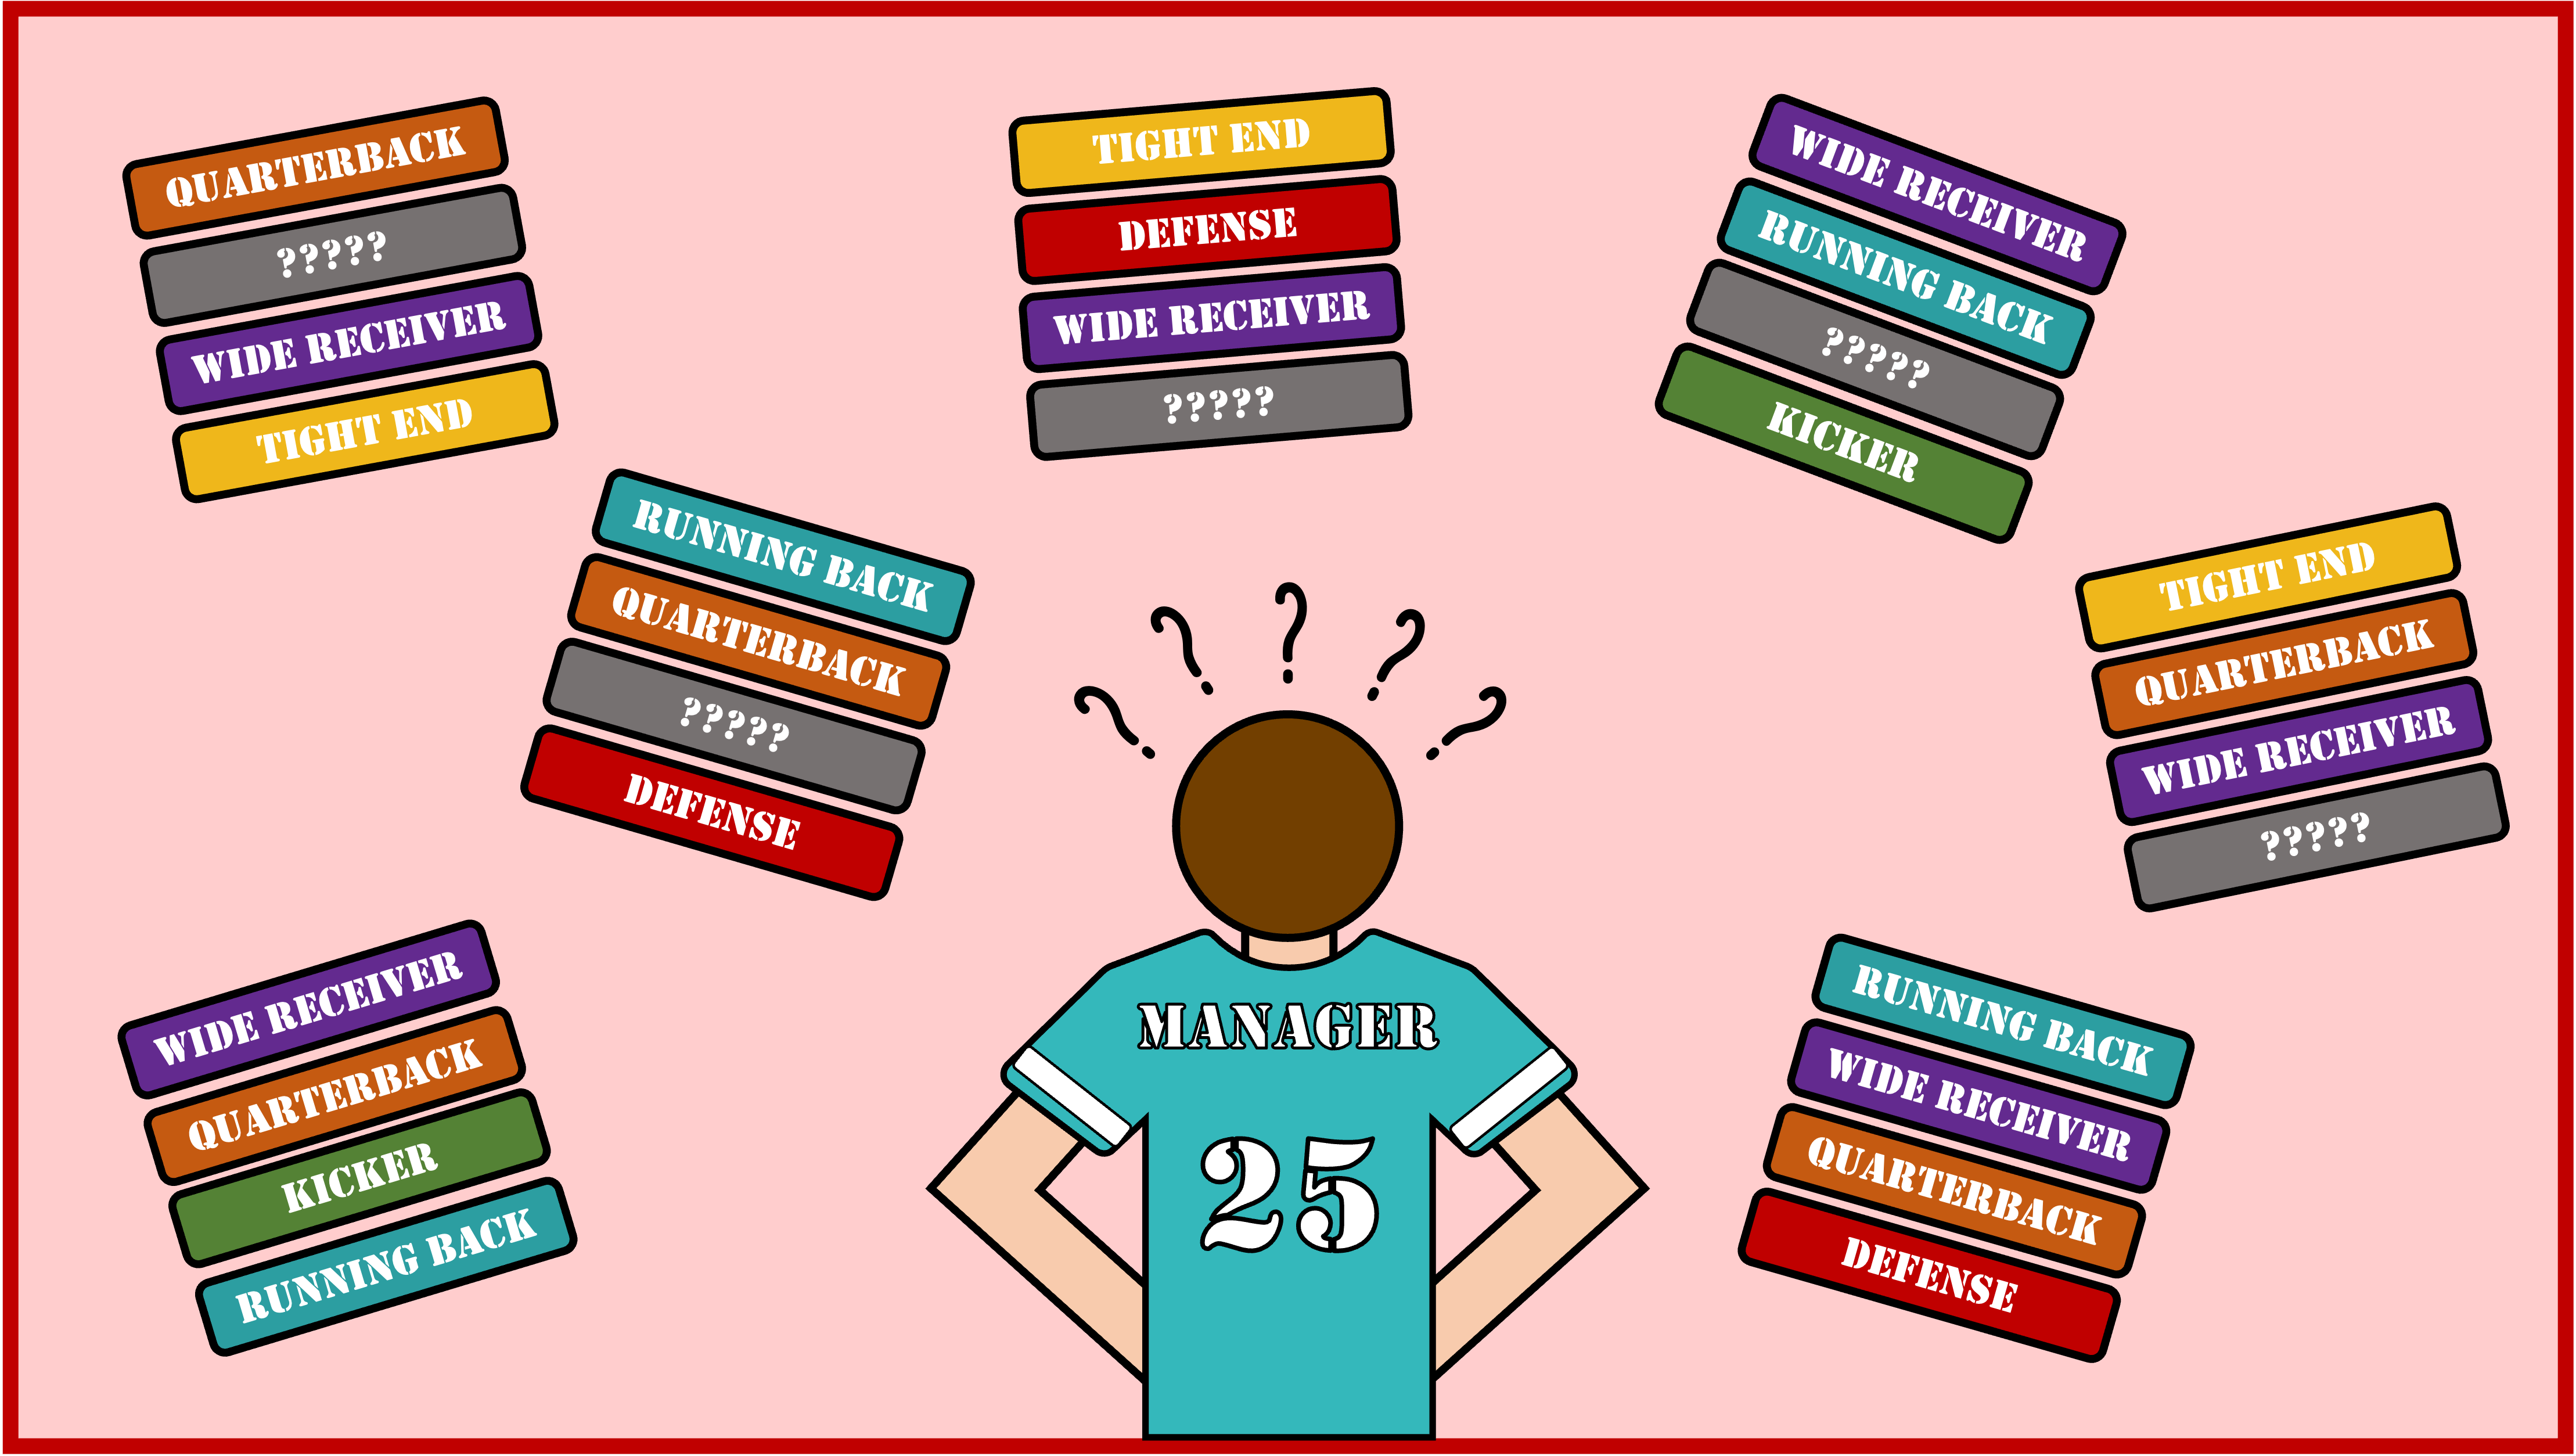 QUARTERBACK
?????
WIDE RECEIVER
TIGHT END
TIGHT END
DEFENSE
WIDE RECEIVER
?????
WIDE RECEIVER
RUNNING BACK
?????
KICKER
RUNNING BACK
QUARTERBACK
?????
DEFENSE
? ? ? ? ?
TIGHT END
QUARTERBACK
WIDE RECEIVER
?????
WIDE RECEIVER
QUARTERBACK
KICKER
RUNNING BACK
MANAGER
25
RUNNING BACK
WIDE RECEIVER
QUARTERBACK
DEFENSE